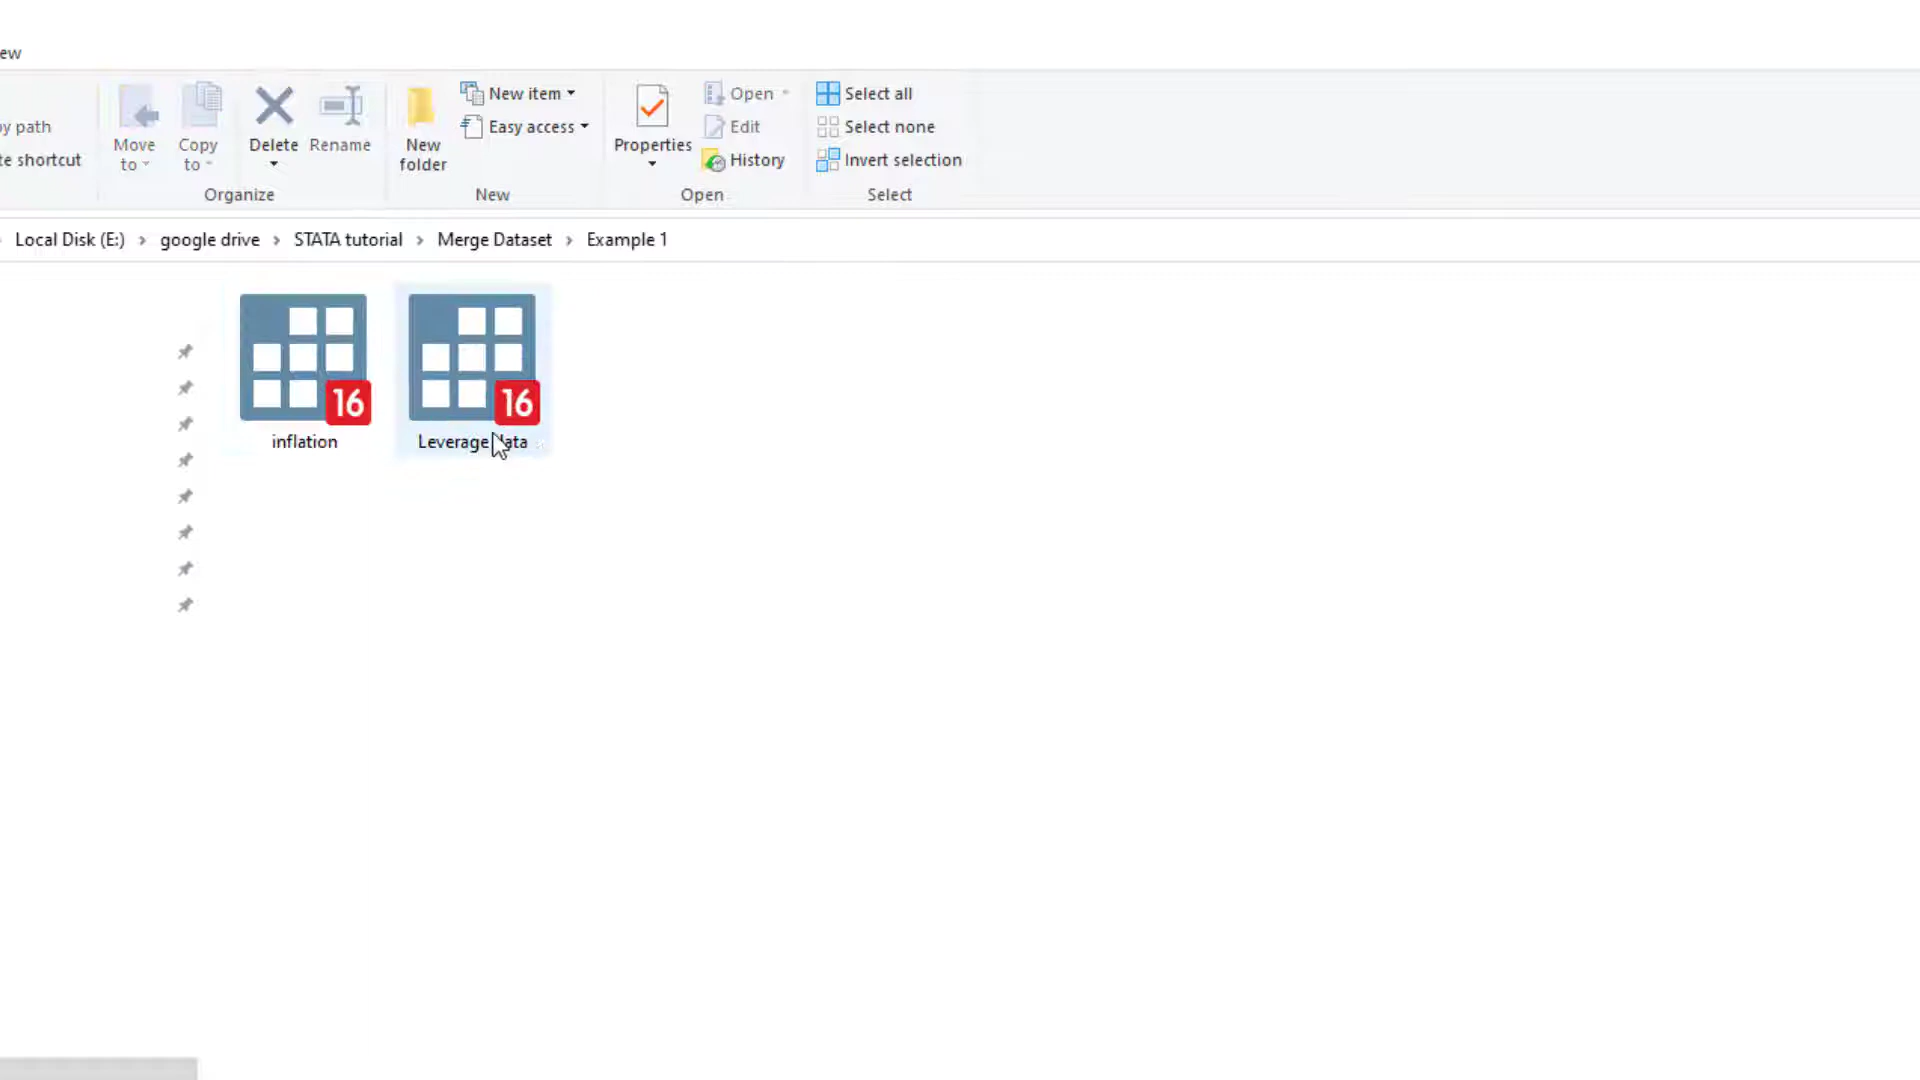 ew
y path
te shortcut
Move to
Copy to
Delete
Rename
Organize
New folder
New item
Easy access
New
Properties
Open
Edit
History
Open
Select all
Select none
Invert selection
Select
Local Disk (E:) > google drive > STATA tutorial > Merge Dataset > Example 1
16
16
inflation
Leverage ata